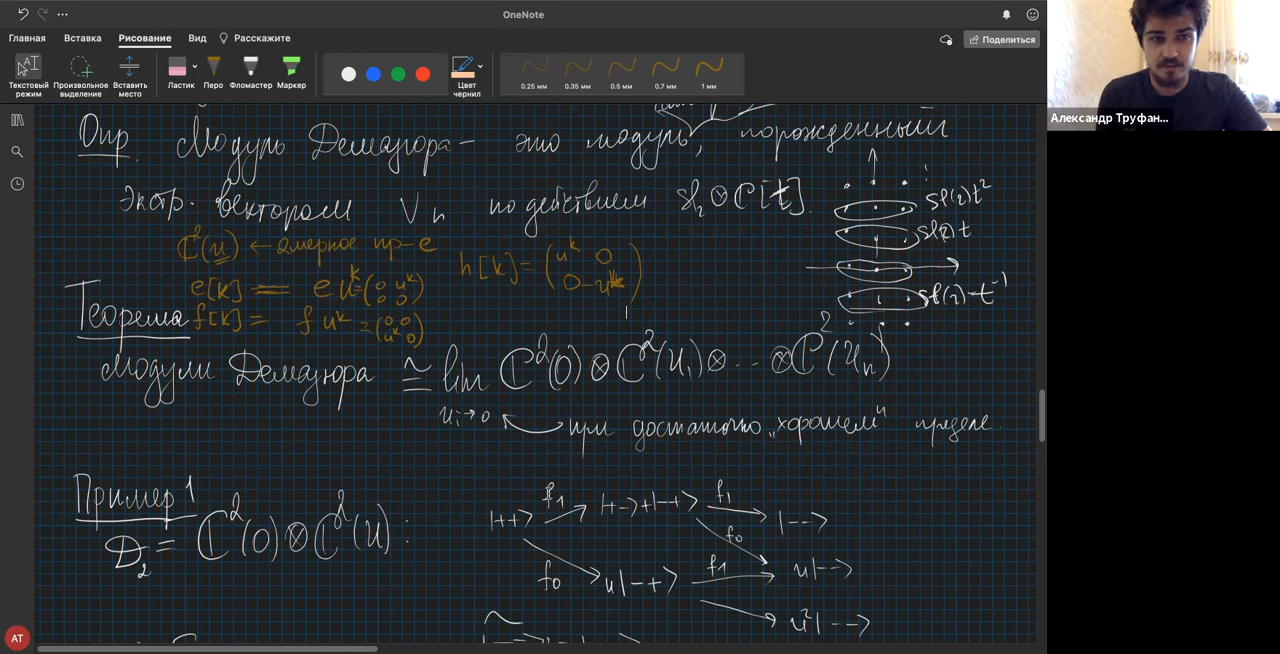 OneNote
Главная Вставка Рисование Вид Расскажите
Поделиться
Текстовый режим Произвольное выделение Вставить место Ластик Перо Фломастер Маркер Цвет чернил 0.25 мм 0.35 мм 0.5 мм 0.7 мм 1 мм
Александр Труфан...
Опр. Модуль Демазюра - это модуль, порожденный
экстр. вектором V_n под действием sl_2 ⊗ ℂ[t].
sl(2)t^2
sl(2)t
sl(2)t^{-1}
ℂ^2(u) ← 2мерное пр-е
e[k] = e u^k = (0 u^k 0 0)
h[k] = (u^k 0 0 -u^k)
f[k] = f u^k = (0 0 u^k 0)
Теорема
Модули Демазюра ≅ lim ℂ^2(0) ⊗ ℂ^2(u_1) ⊗ ... ⊗ ℂ^2(u_n)
u_i → 0 при достаточно "хорошем" пределе.
Пример 1
D_2 = ℂ^2(0) ⊗ ℂ^2(u) :
|++> f_1 |+-> + |-+> f_1 |-->
f_0
f_0 u|-+> f_1 u|-->
u^2|-->
AT